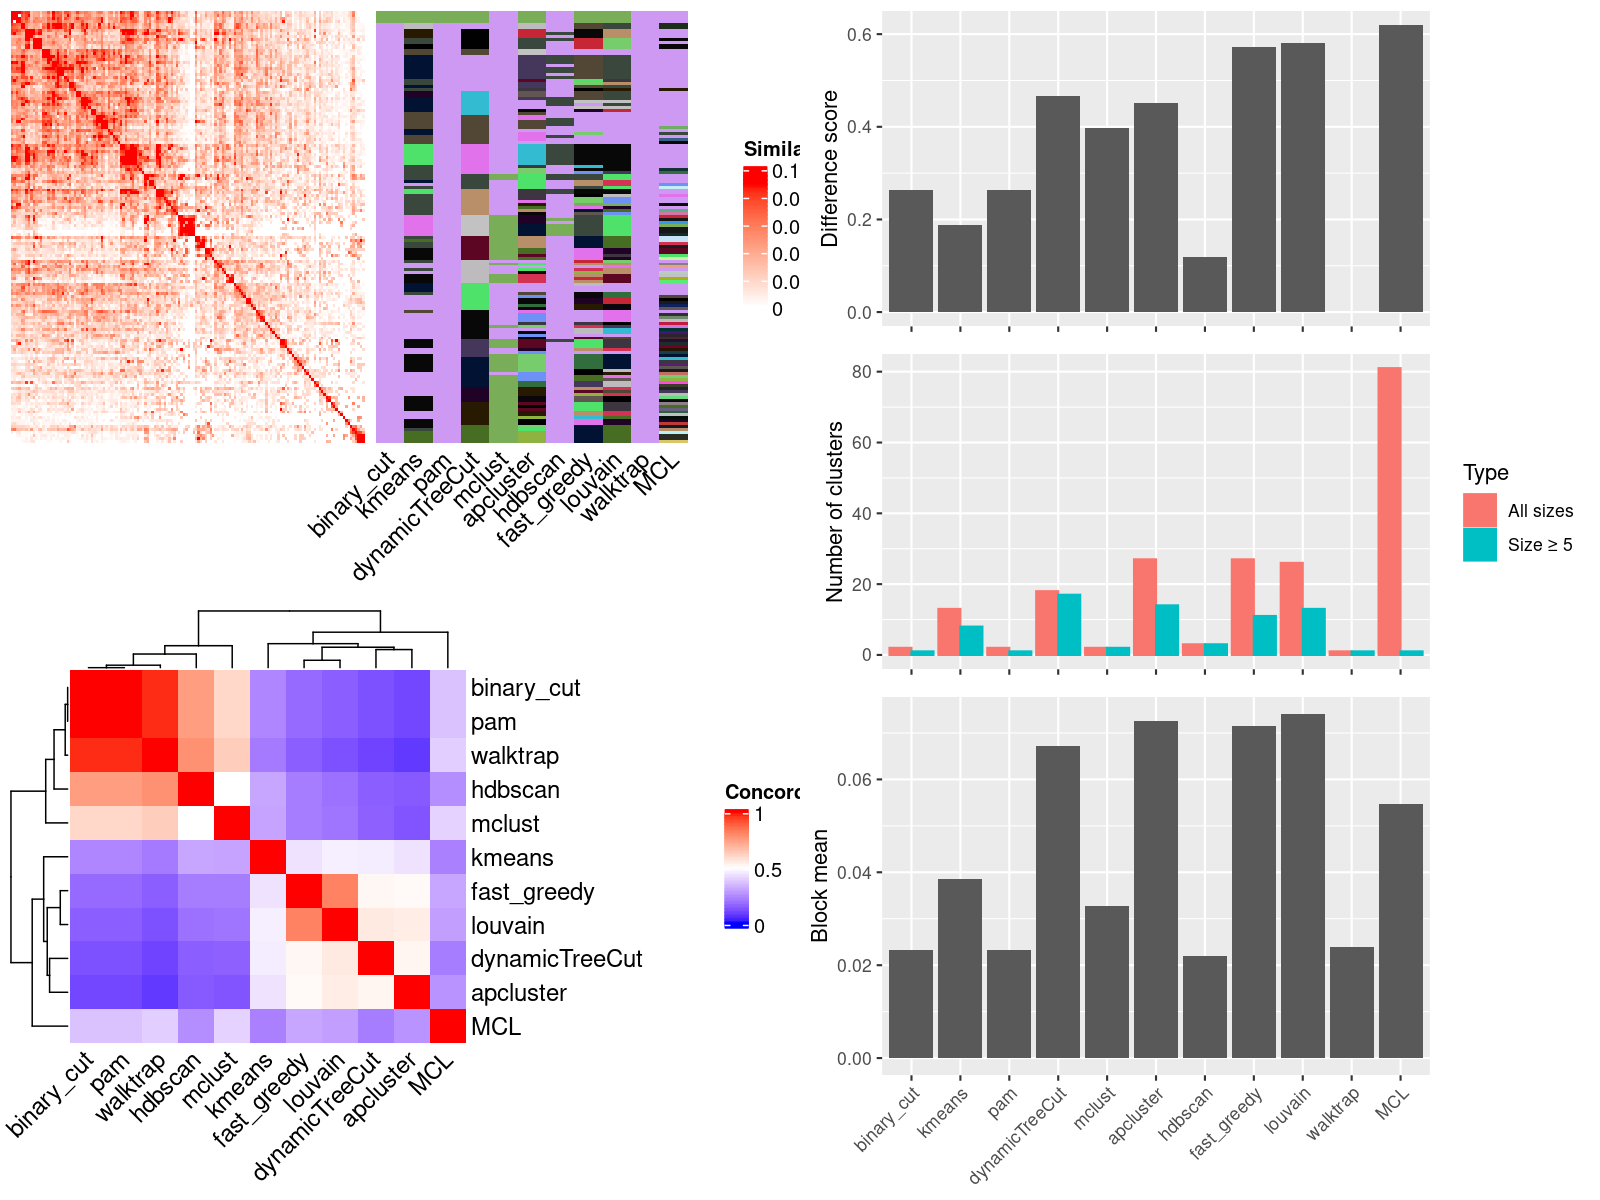 Simila
0.1
0.0
0.0
0.0
0.0
0
binary_cut
kmeans
pam
dynamicTreeCut
mclust
apcluster
hdbscan
fast_greedy
louvain
walktrap
MCL
binary_cut
pam
walktrap
hdbscan
mclust
kmeans
fast_greedy
louvain
dynamicTreeCut
apcluster
MCL
binary_cut
pam
walktrap
hdbscan
mclust
kmeans
fast_greedy
louvain
dynamicTreeCut
apcluster
MCL
Concord
1
0.5
0
Difference score
0.6
0.4
0.2
0.0
Number of clusters
80
60
40
20
0
Type
All sizes
Size ≥ 5
Block mean
0.06
0.04
0.02
0.00
binary_cut
kmeans
pam
dynamicTreeCut
mclust
apcluster
hdbscan
fast_greedy
louvain
walktrap
MCL